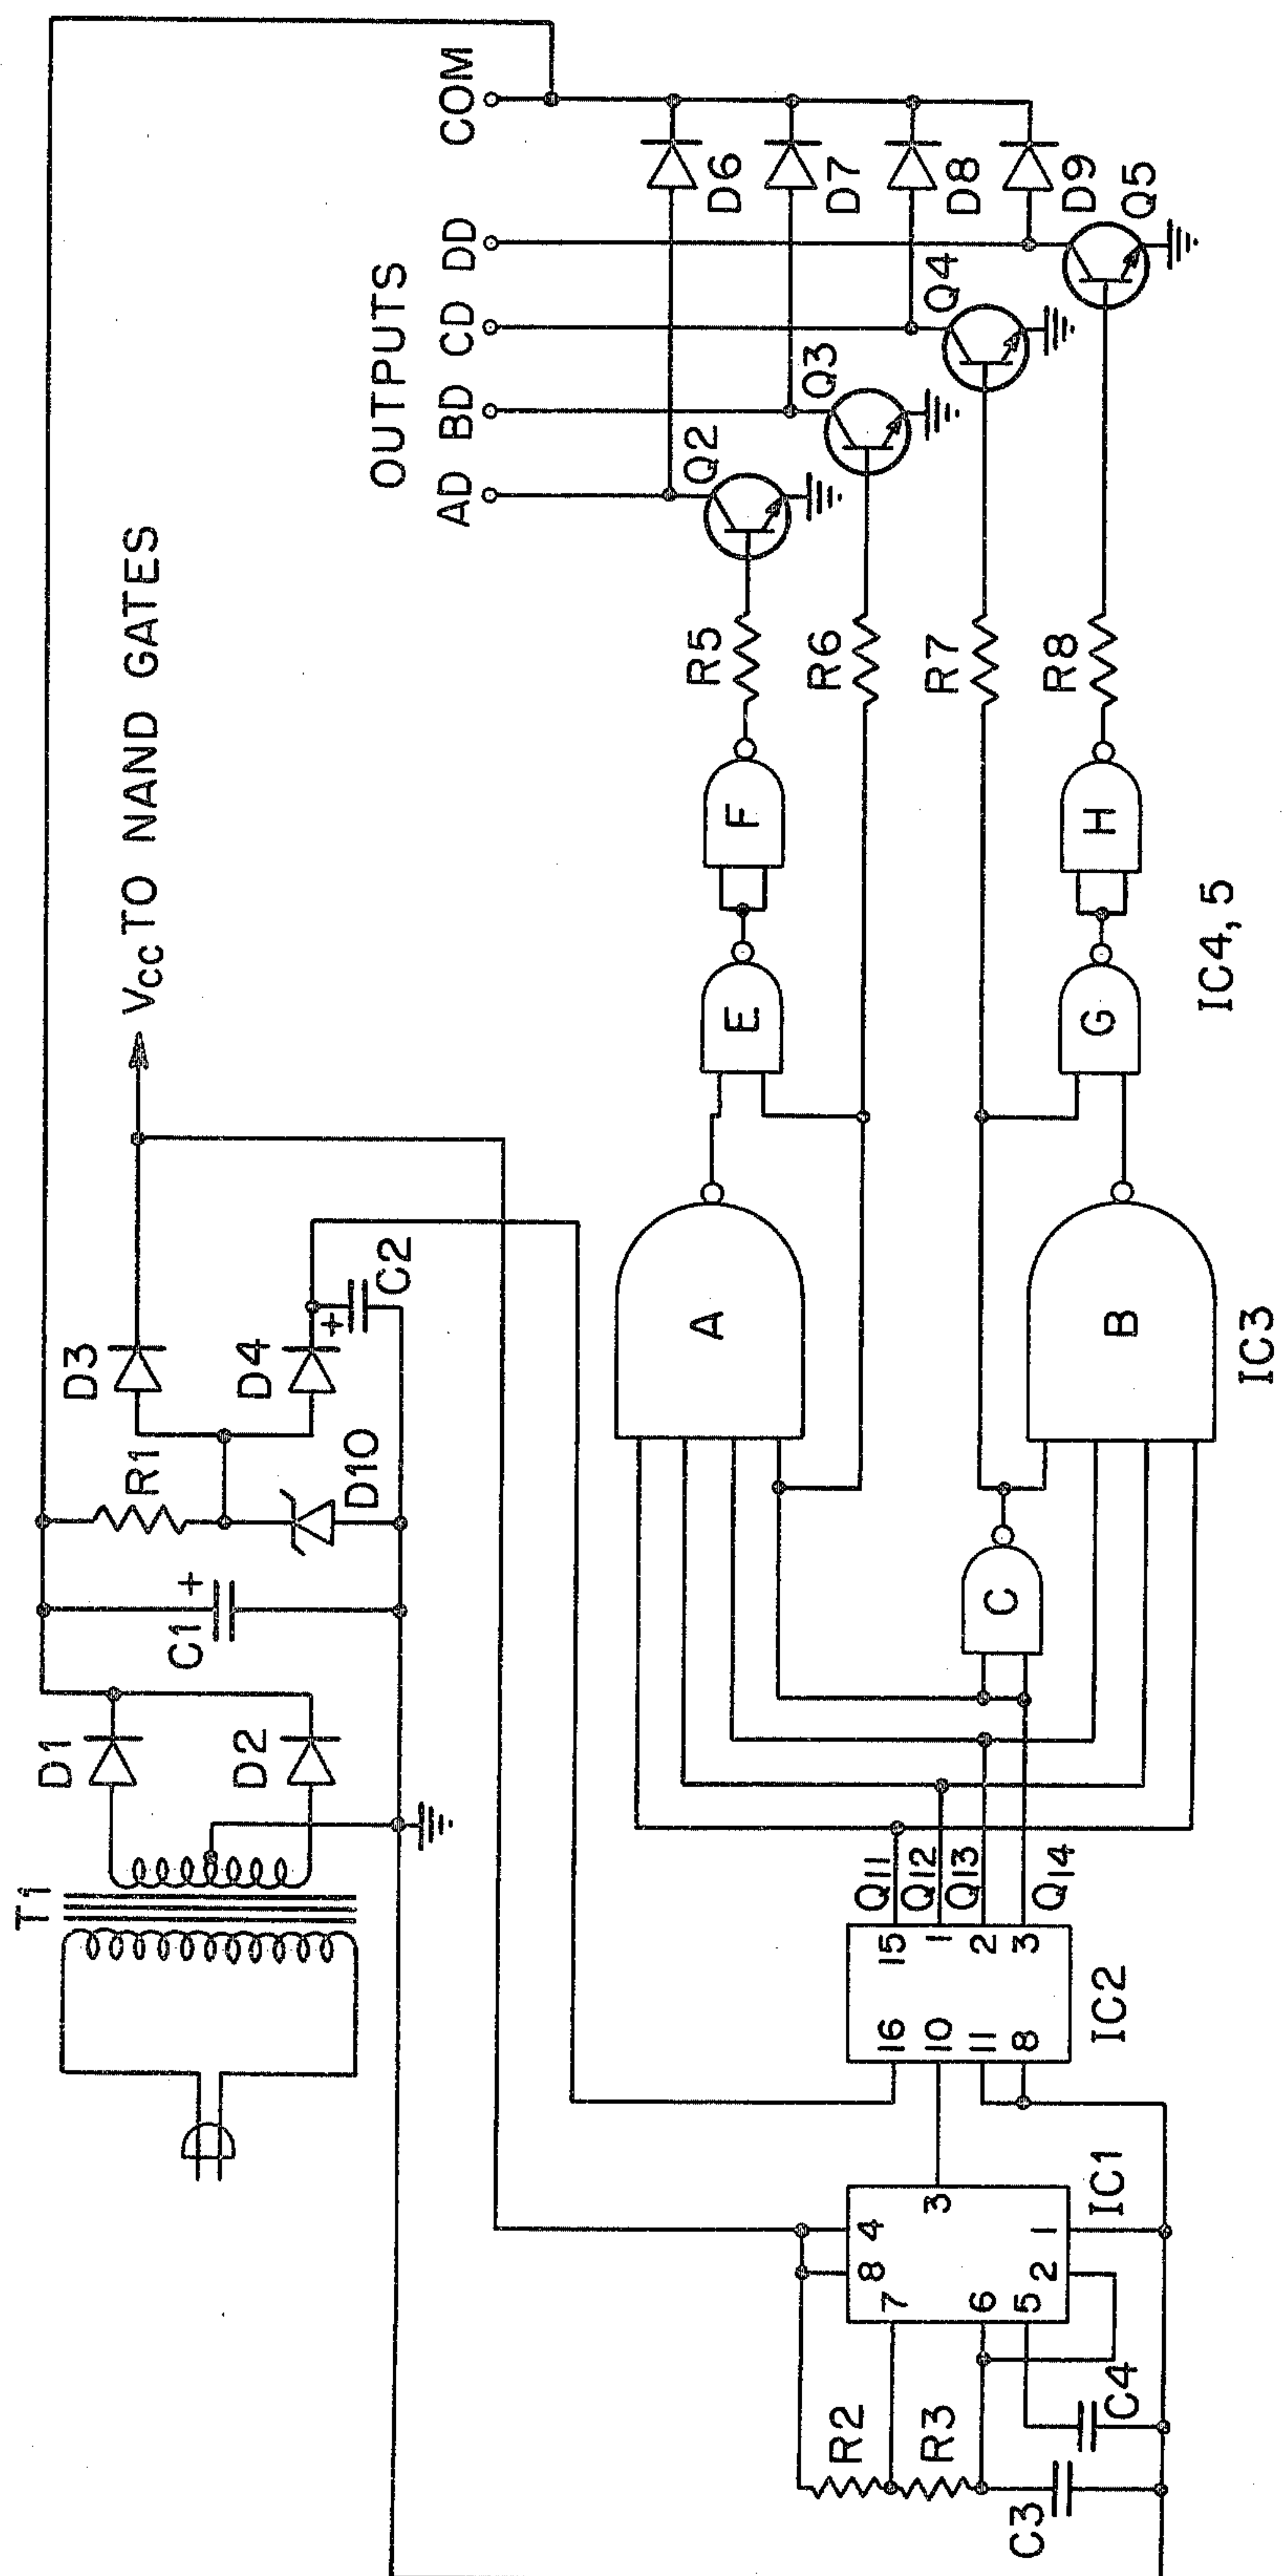 T1
D1
D2
C1
+
R1
D10
D3
D4
+
C2
Vcc TO NAND GATES
OUTPUTS
AD BD CD DD COM
D6
D7
D8
D9
Q2
Q3
Q4
Q5
R5
R6
R7
R8
A
B
C
E
F
G
H
IC3
IC4, 5
Q11
Q12
Q13
Q14
16 15
10 1
11 2
8 3
IC2
8 4
7 3
6
5 2 1
IC1
R2
R3
C3
C4